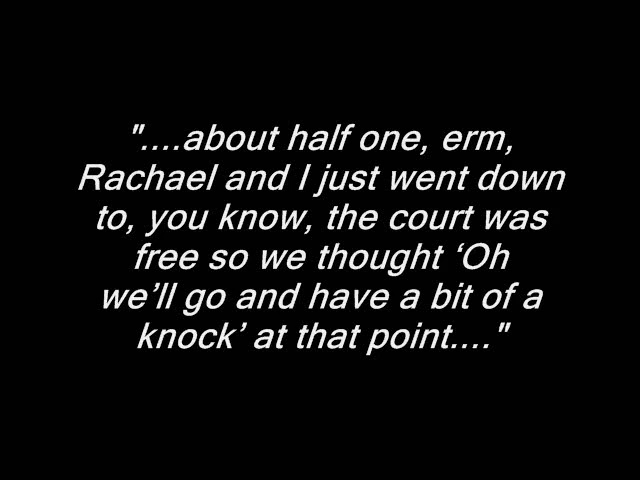 "....about half one, erm,
Rachael and I just went down
to, you know, the court was
free so we thought ‘Oh
we’ll go and have a bit of a
knock’ at that point...."